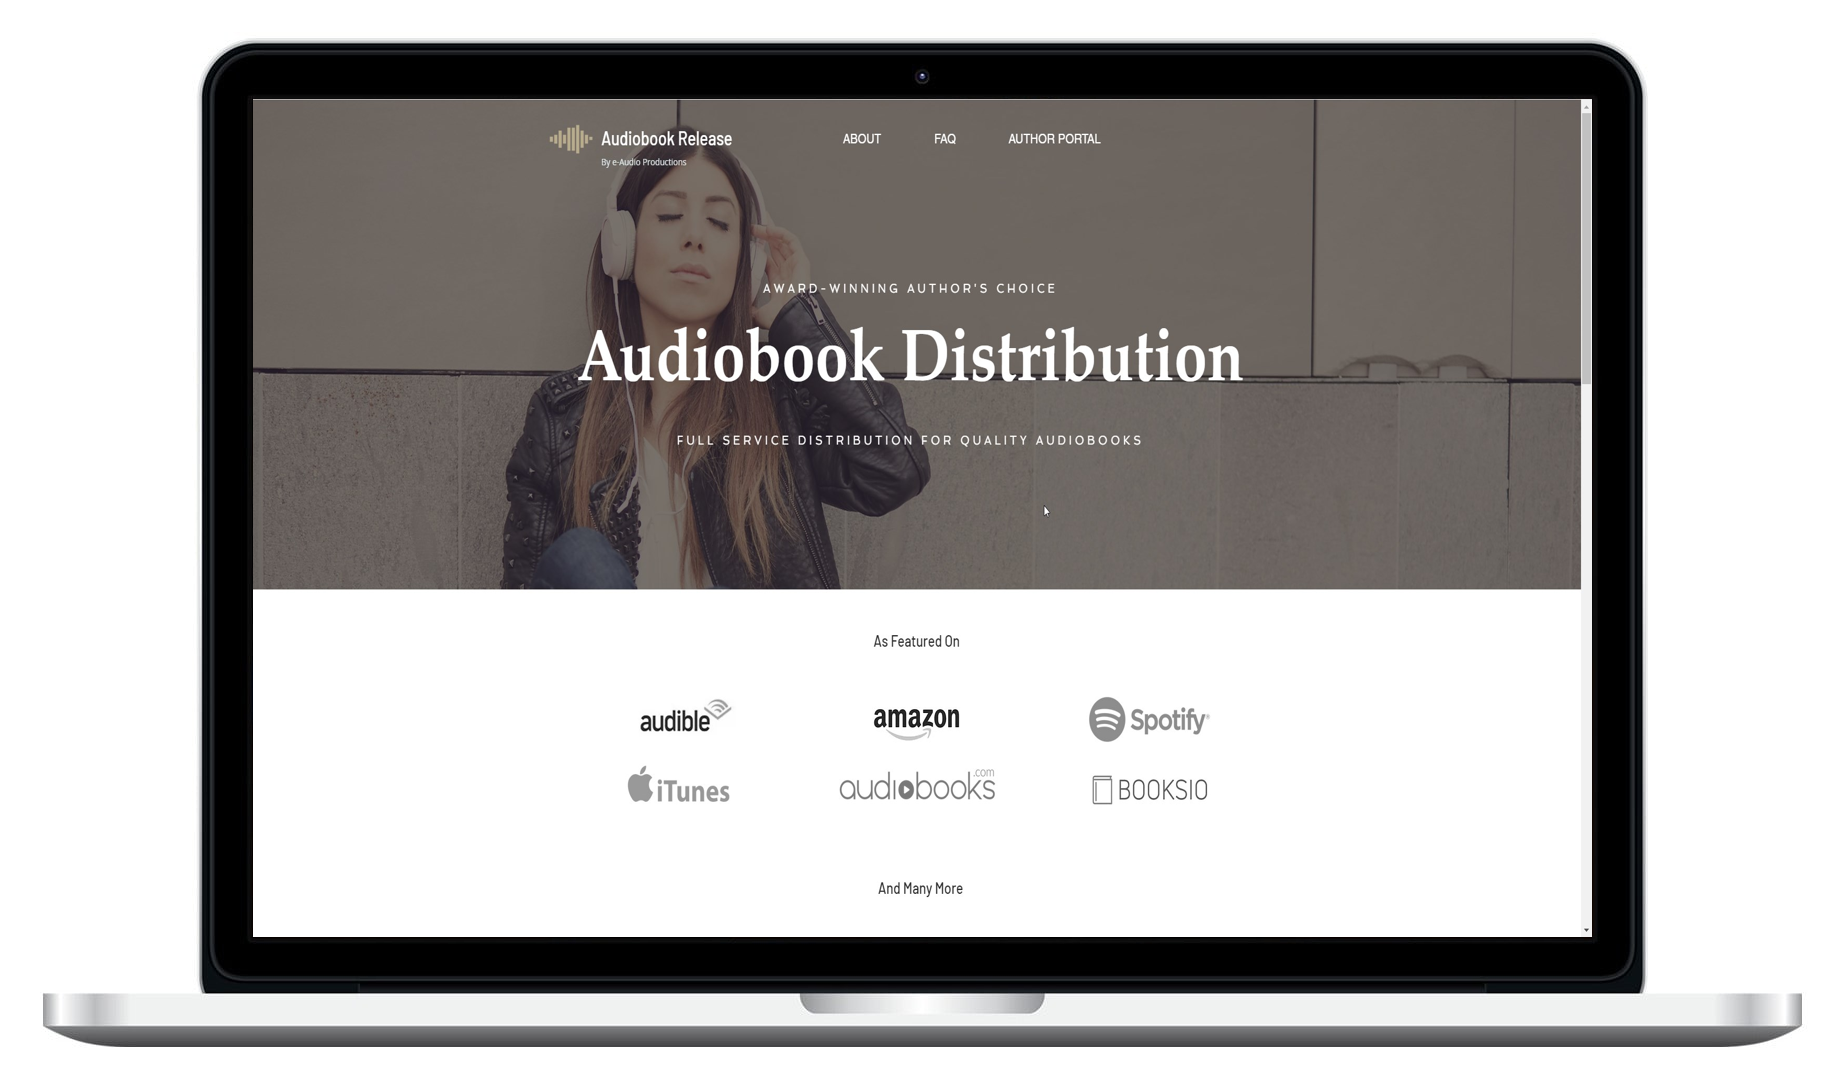 Audiobook Release
By e-Audio Productions
ABOUT FAQ AUTHOR PORTAL
AWARD-WINNING AUTHOR'S CHOICE
Audiobook Distribution
FULL SERVICE DISTRIBUTION FOR QUALITY AUDIOBOOKS
As Featured On
audible amazon Spotify®
iTunes audiobooks.com BOOKSIO
And Many More